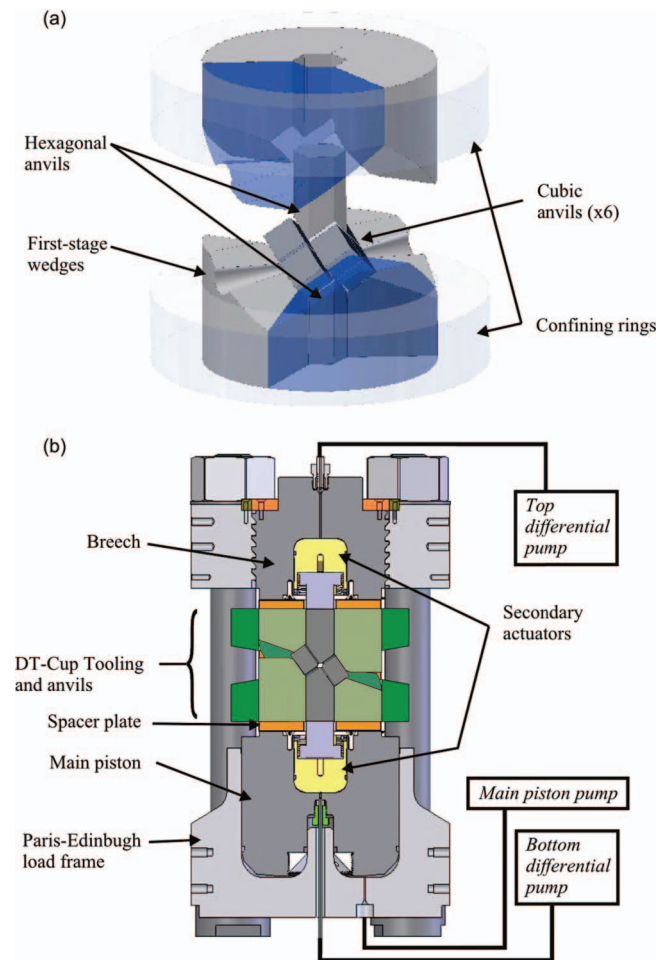 (a)
Hexagonal
anvils
Cubic
anvils (x6)
First-stage
wedges
Confining rings
(b)
Top
differential
pump
Breech
Secondary
actuators
DT-Cup Tooling
and anvils
Spacer plate
Main piston
Main piston pump
Paris-Edinbugh
load frame
Bottom
differential
pump